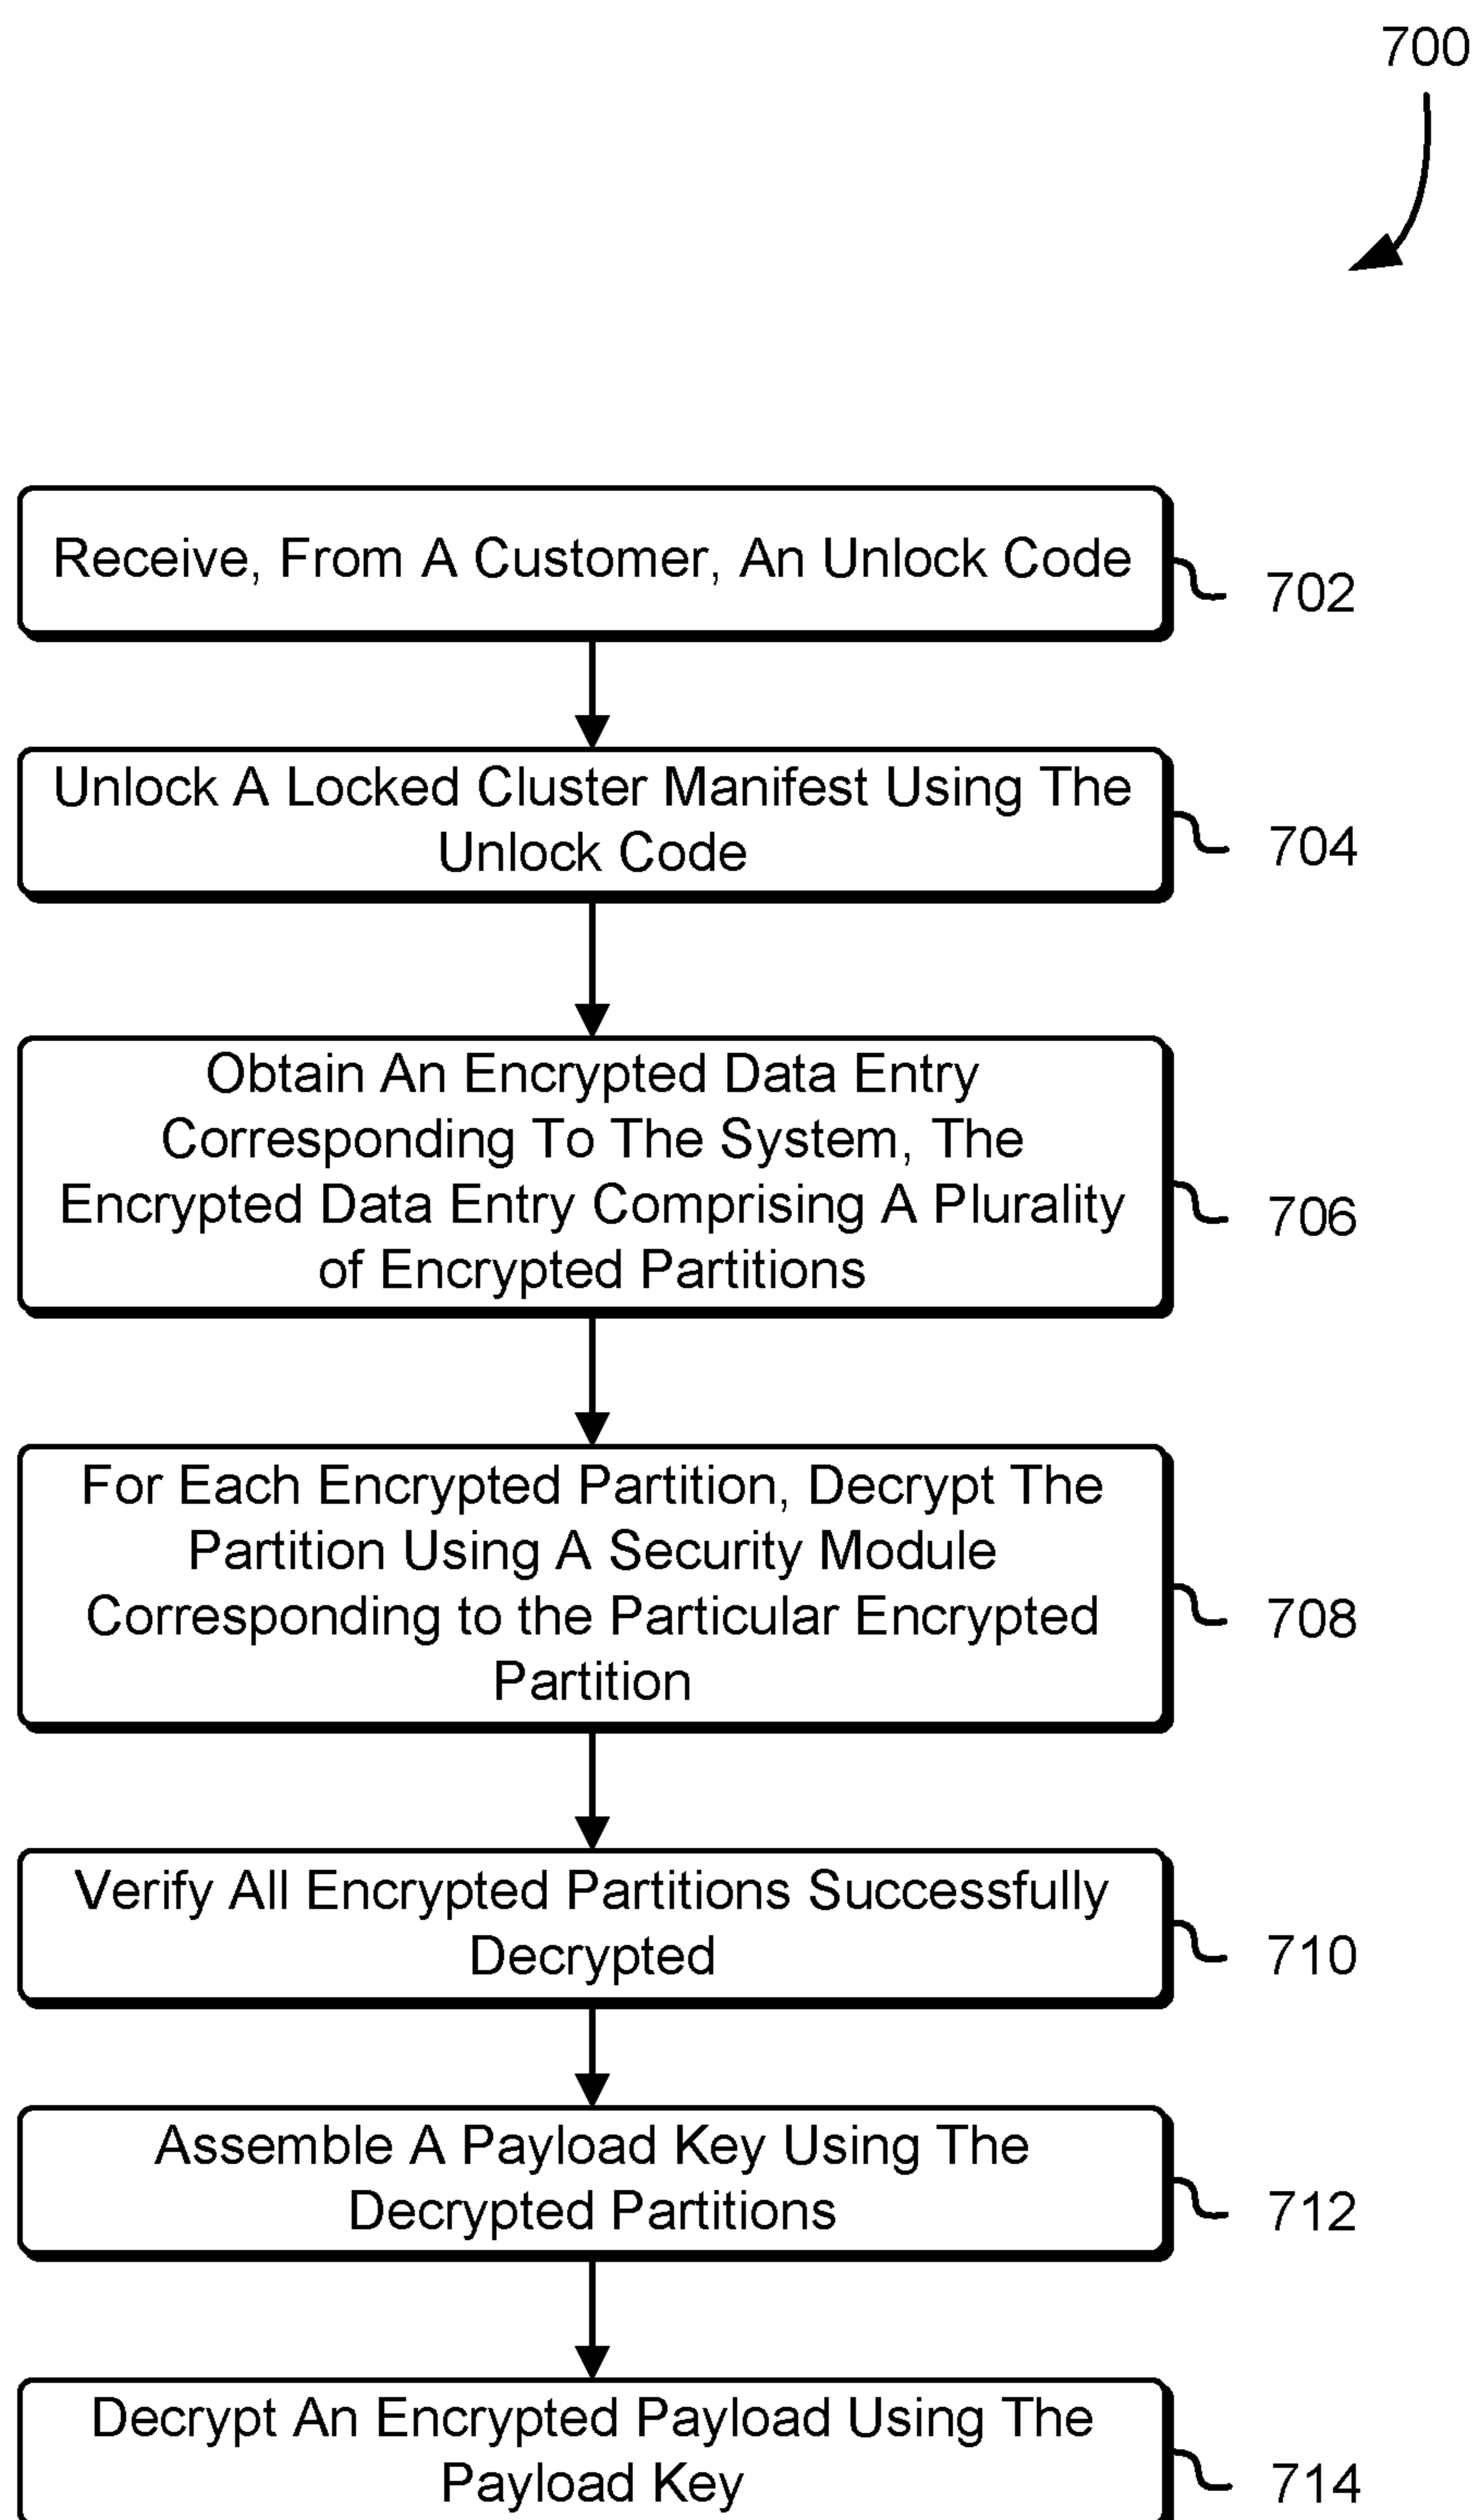 700
Receive, From A Customer, An Unlock Code
702
Unlock A Locked Cluster Manifest Using The
Unlock Code
704
Obtain An Encrypted Data Entry
Corresponding To The System, The
Encrypted Data Entry Comprising A Plurality
of Encrypted Partitions
706
For Each Encrypted Partition, Decrypt The
Partition Using A Security Module
Corresponding to the Particular Encrypted
Partition
708
Verify All Encrypted Partitions Successfully
Decrypted
710
Assemble A Payload Key Using The
Decrypted Partitions
712
Decrypt An Encrypted Payload Using The
Payload Key
714